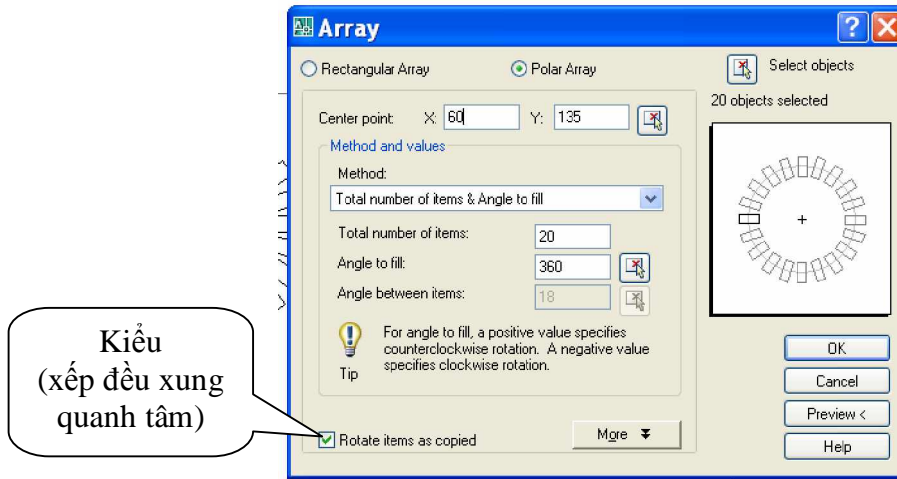 Array
Rectangular Array
Polar Array
Select objects
20 objects selected
Center point: X: 60 Y: 135
Method and values
Method:
Total number of items & Angle to fill
Total number of items: 20
Angle to fill: 360
Angle between items: 18
For angle to fill, a positive value specifies
counterclockwise rotation. A negative value
specifies clockwise rotation.
Tip
Rotate items as copied
More
OK
Cancel
Preview <
Help
Kiểu
(xếp đều xung
quanh tâm)